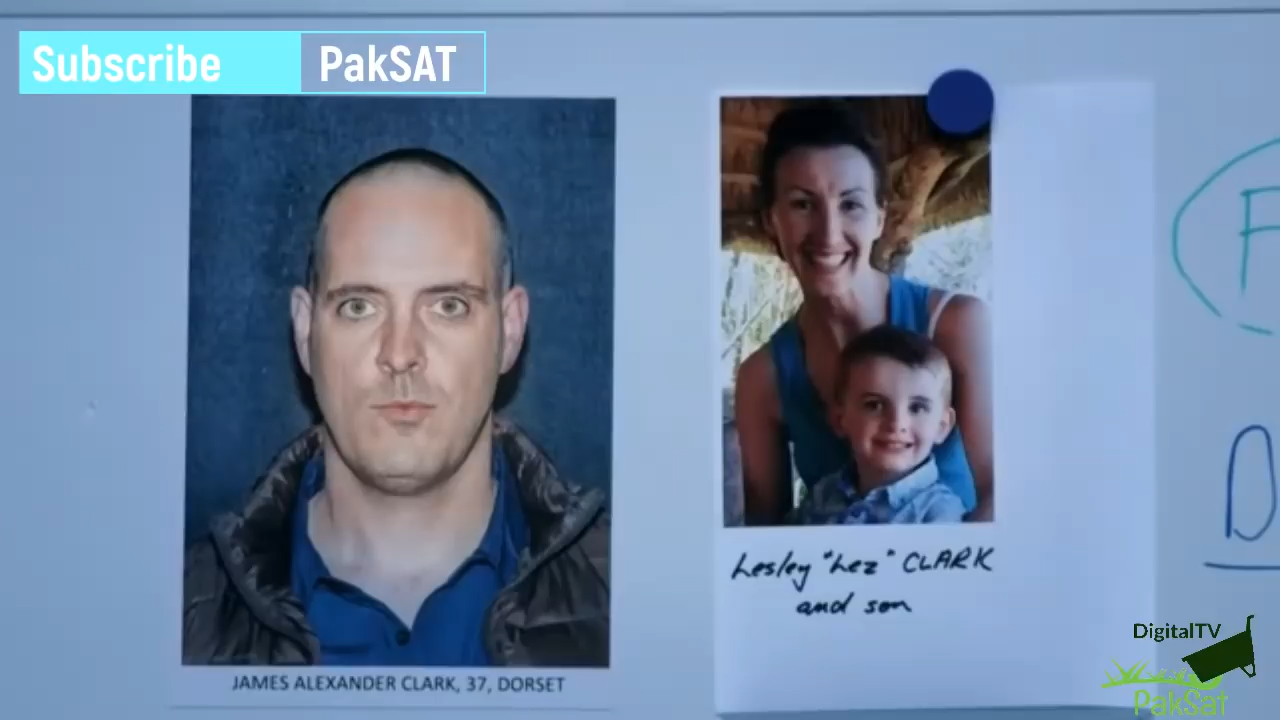 Subscribe PakSAT
F
D
Lesley "Lez" CLARK
and son
JAMES ALEXANDER CLARK, 37, DORSET
DigitalTV
PakSat